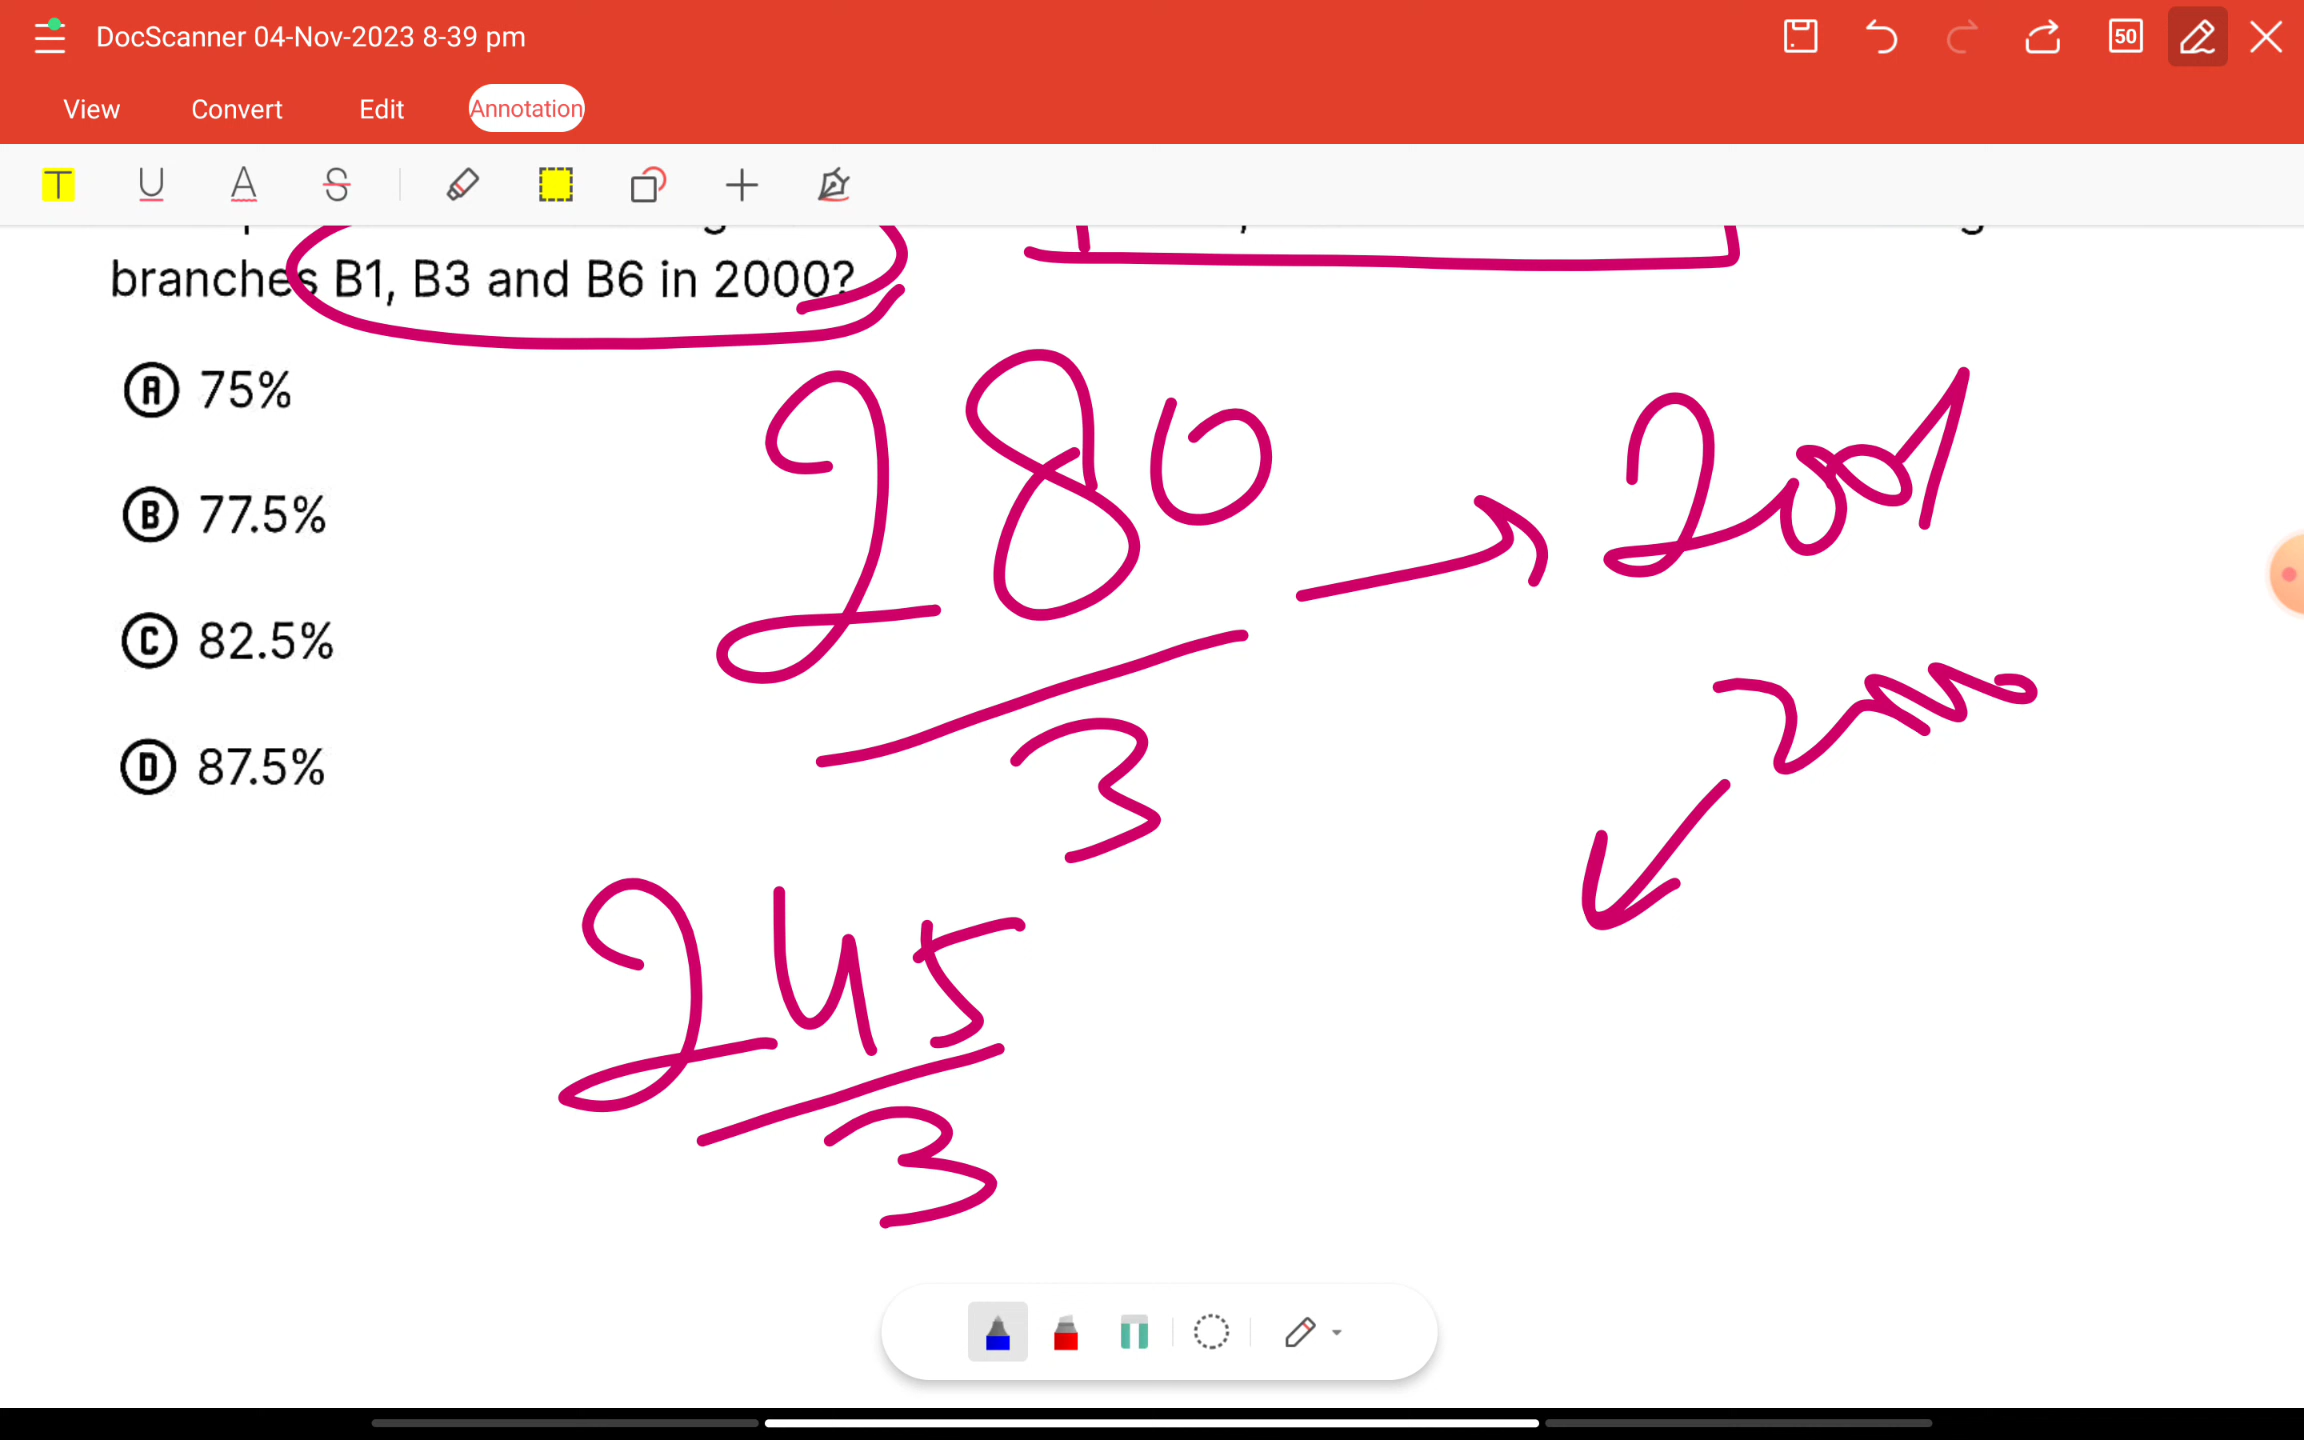 DocScanner 04-Nov-2023 8-39 pm
50
View Convert Edit Annotation
T U A S
branches B1, B3 and B6 in 2000?
A 75%
B 77.5%
C 82.5%
D 87.5%
280
2001
3
2000
245
3